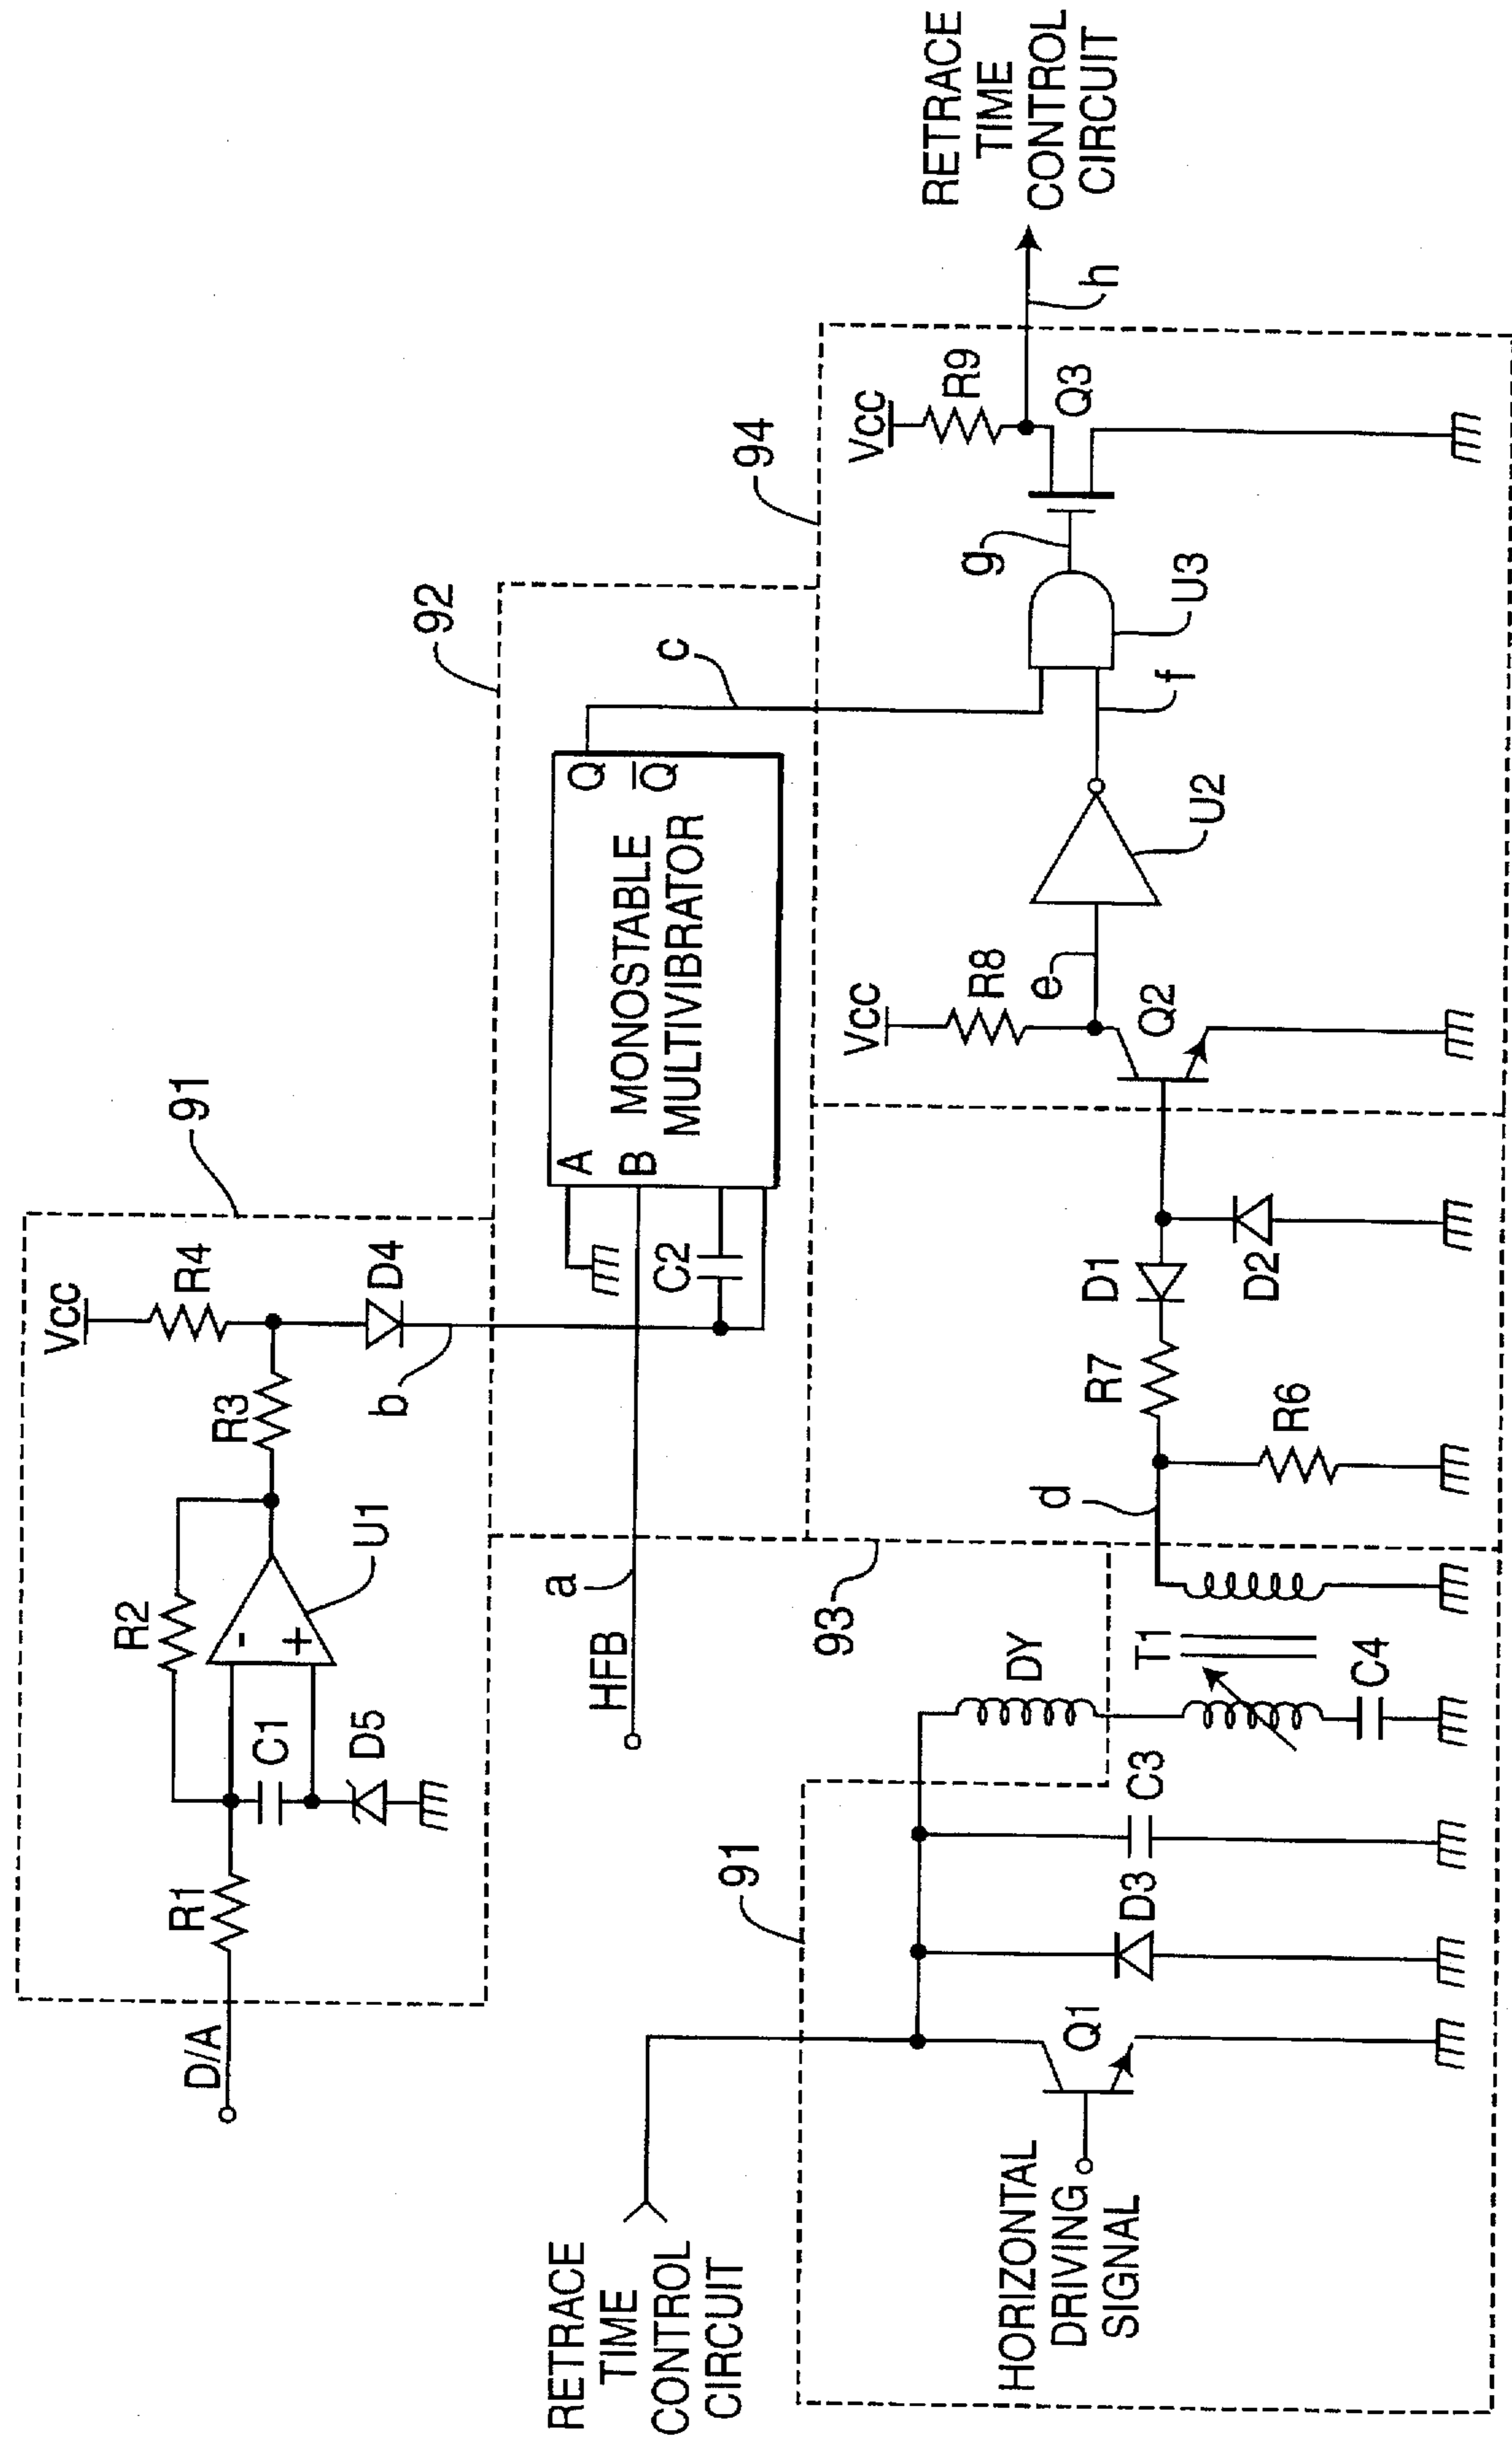 91
Vcc
R4
R2
R3
D/A
R1
-
+
C1
U1
D4
D5
b
92
HFB
a
A
B
MONOSTABLE
MULTIVIBRATOR
Q
Q̅
C2
c
93
94
RETRACE
TIME
CONTROL
CIRCUIT
91
HORIZONTAL
DRIVING
SIGNAL
Q1
D3
C3
DY
T1
C4
d
R7
D1
R6
D2
Vcc
R8
e
Q2
U2
f
U3
g
Vcc
R9
Q3
h
RETRACE
TIME
CONTROL
CIRCUIT